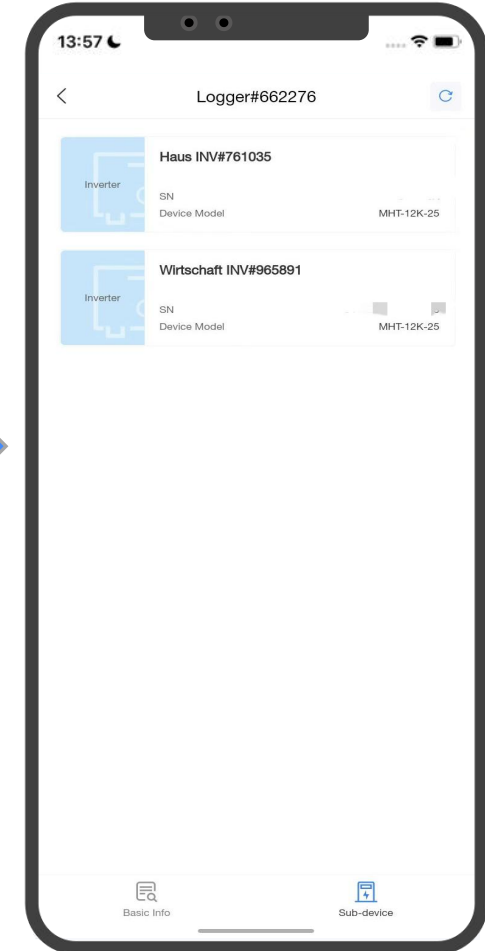 13:57
Logger#662276
Haus INV#761035
Inverter
SN
Device Model MHT-12K-25
Wirtschaft INV#965891
Inverter
SN
Device Model MHT-12K-25
Basic Info Sub-device